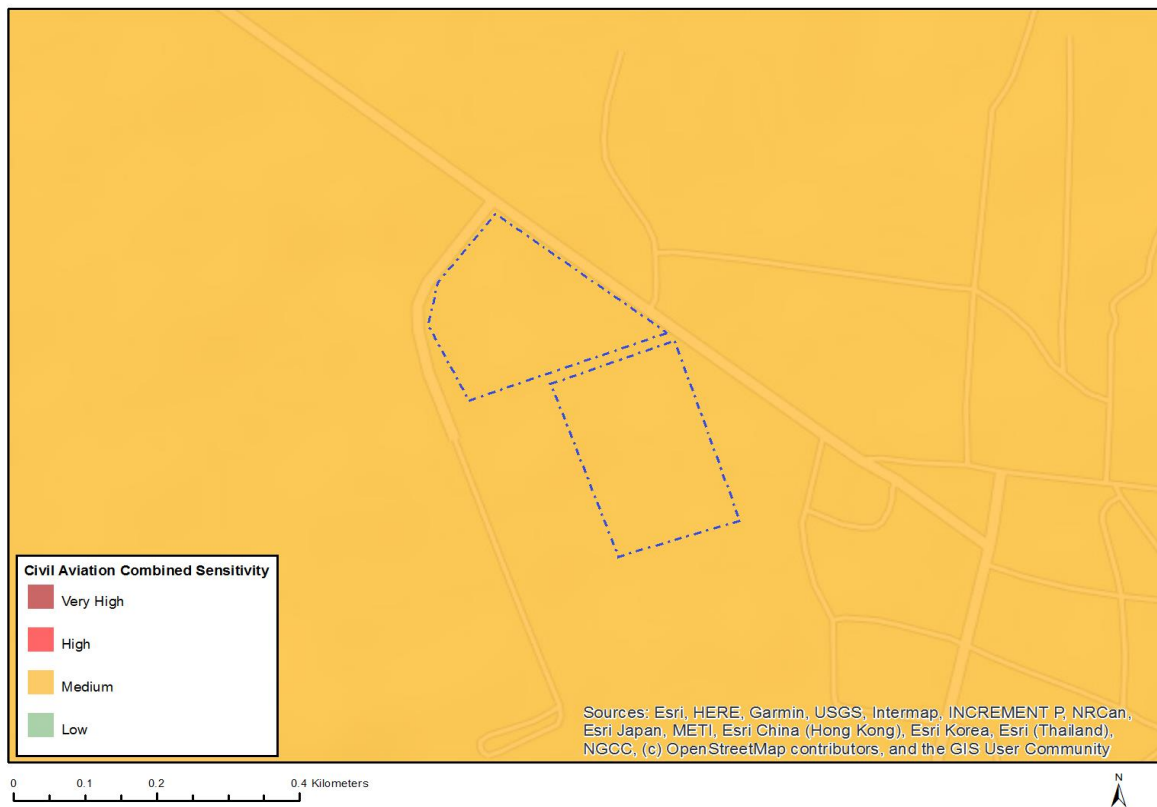 Civil Aviation Combined Sensitivity
Very High
High
Medium
Low
Sources: Esri, HERE, Garmin, USGS, Intermap, INCREMENT P, NRCan,
Esri Japan, METI, Esri China (Hong Kong), Esri Korea, Esri (Thailand),
NGCC, (c) OpenStreetMap contributors, and the GIS User Community
0 0.1 0.2 0.4 Kilometers
N